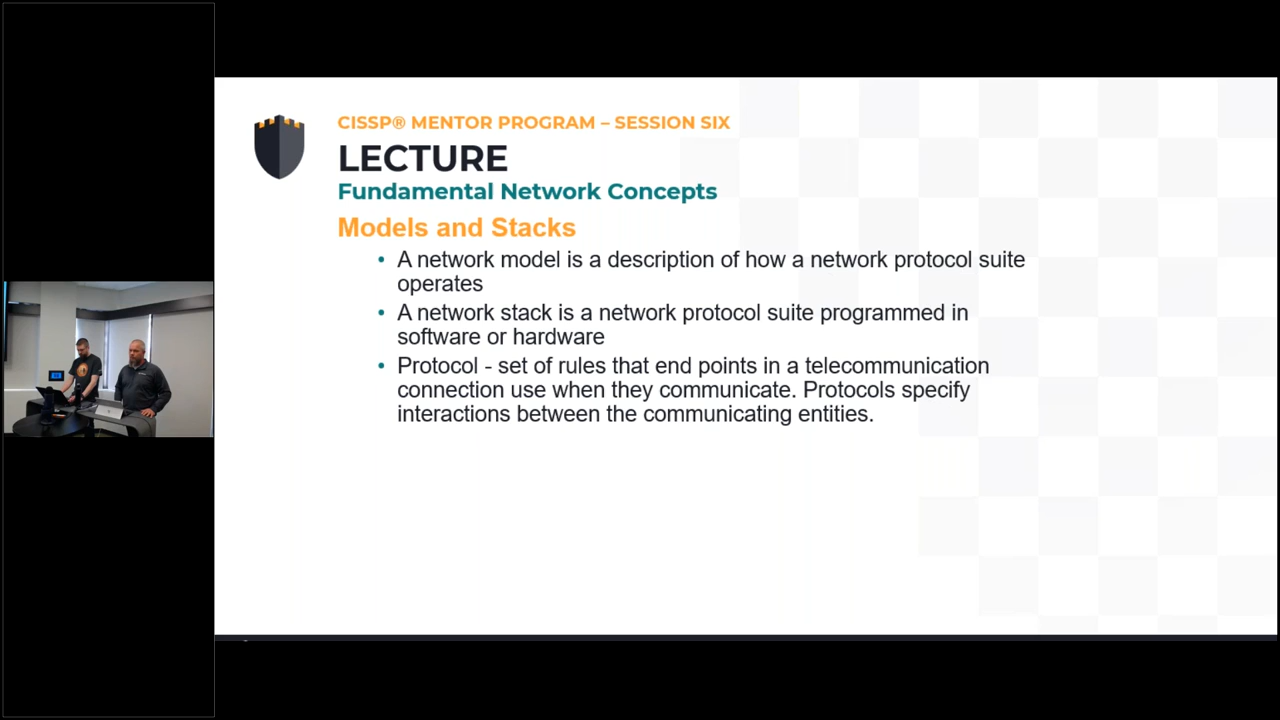 CISSP® MENTOR PROGRAM – SESSION SIX
LECTURE
Fundamental Network Concepts
Models and Stacks
• A network model is a description of how a network protocol suite
operates
• A network stack is a network protocol suite programmed in
software or hardware
• Protocol - set of rules that end points in a telecommunication
connection use when they communicate. Protocols specify
interactions between the communicating entities.